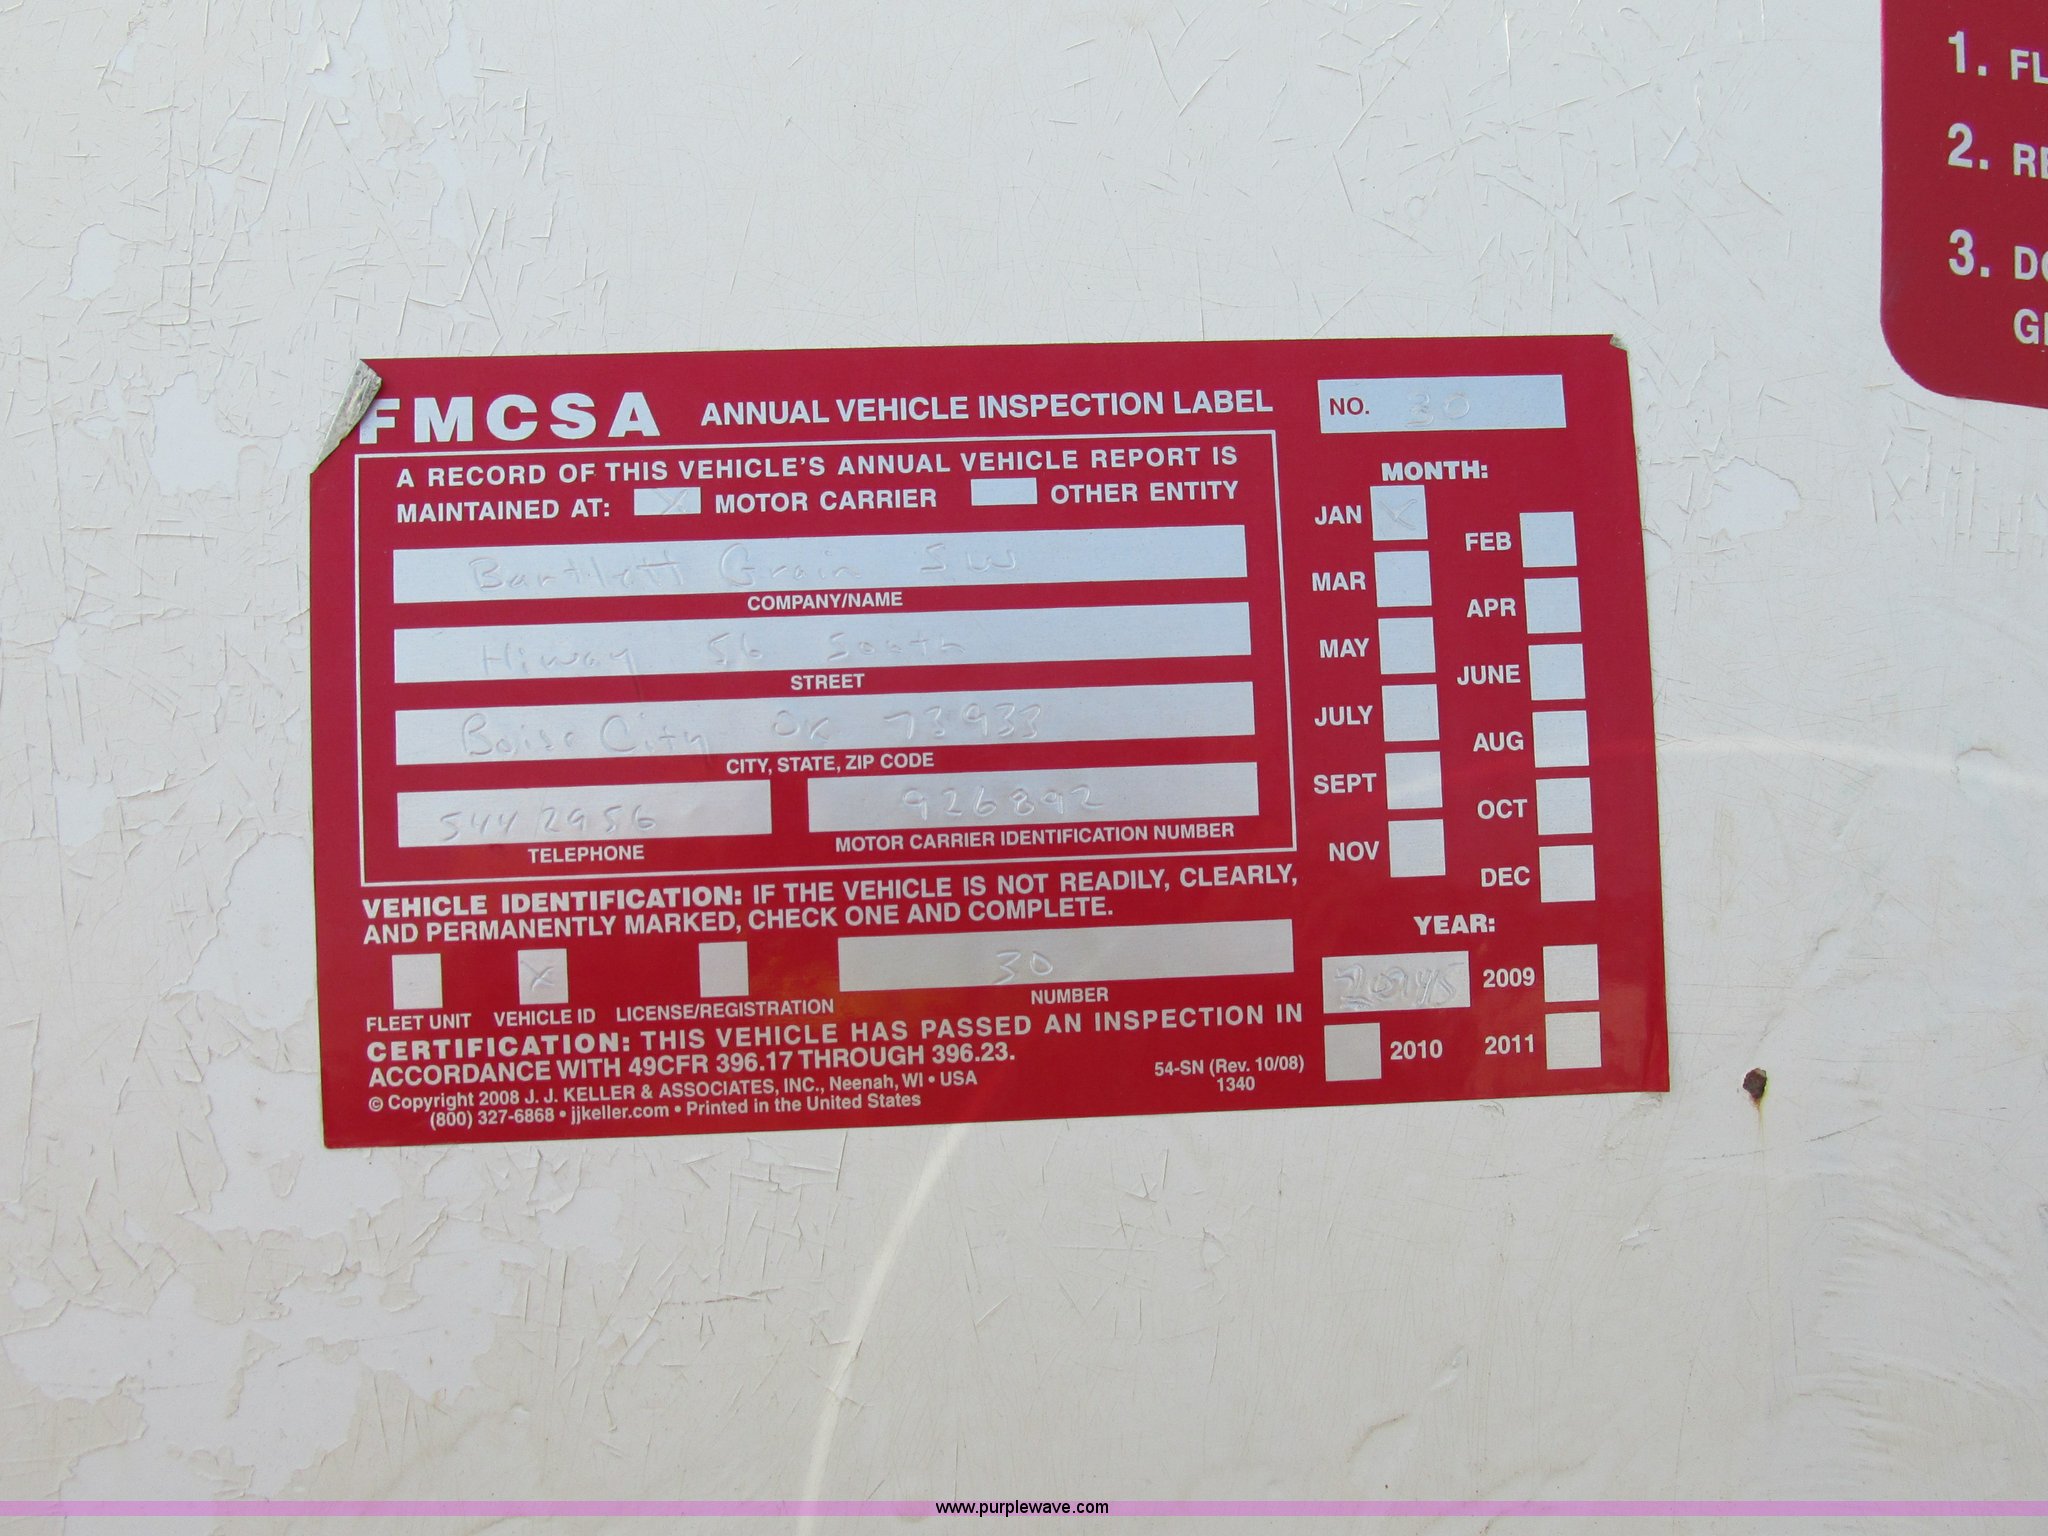 1. FL
2. RE
3. DO
GE
FMCSA ANNUAL VEHICLE INSPECTION LABEL
NO. 30
A RECORD OF THIS VEHICLE'S ANNUAL VEHICLE REPORT IS
MAINTAINED AT: X MOTOR CARRIER OTHER ENTITY
Bartlett Grain S.W
COMPANY/NAME
Hiway 56 South
STREET
Boise City OK 73933
CITY, STATE, ZIP CODE
544 2956 926892
TELEPHONE MOTOR CARRIER IDENTIFICATION NUMBER
VEHICLE IDENTIFICATION: IF THE VEHICLE IS NOT READILY, CLEARLY,
AND PERMANENTLY MARKED, CHECK ONE AND COMPLETE.
X 30
FLEET UNIT VEHICLE ID LICENSE/REGISTRATION NUMBER
CERTIFICATION: THIS VEHICLE HAS PASSED AN INSPECTION IN
ACCORDANCE WITH 49CFR 396.17 THROUGH 396.23.
© Copyright 2008 J. J. KELLER & ASSOCIATES, INC., Neenah, WI • USA
(800) 327-6868 • jjkeller.com • Printed in the United States
54-SN (Rev. 10/08)
1340
MONTH:
JAN X FEB
MAR APR
MAY JUNE
JULY AUG
SEPT OCT
NOV DEC
YEAR:
2009
2010 2011
www.purplewave.com